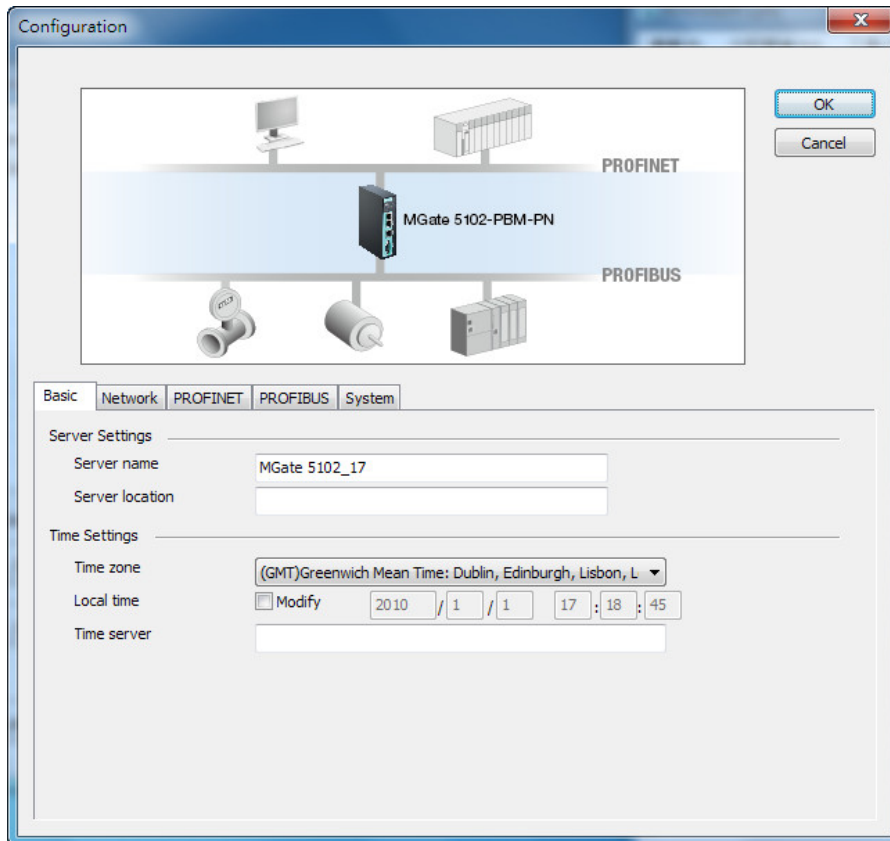 Configuration
OK
Cancel
PROFINET
MGate 5102-PBM-PN
PROFIBUS
Basic Network PROFINET PROFIBUS System
Server Settings
Server name MGate 5102_17
Server location
Time Settings
Time zone (GMT)Greenwich Mean Time: Dublin, Edinburgh, Lisbon, L
Local time Modify 2010 / 1 / 1 17 : 18 : 45
Time server